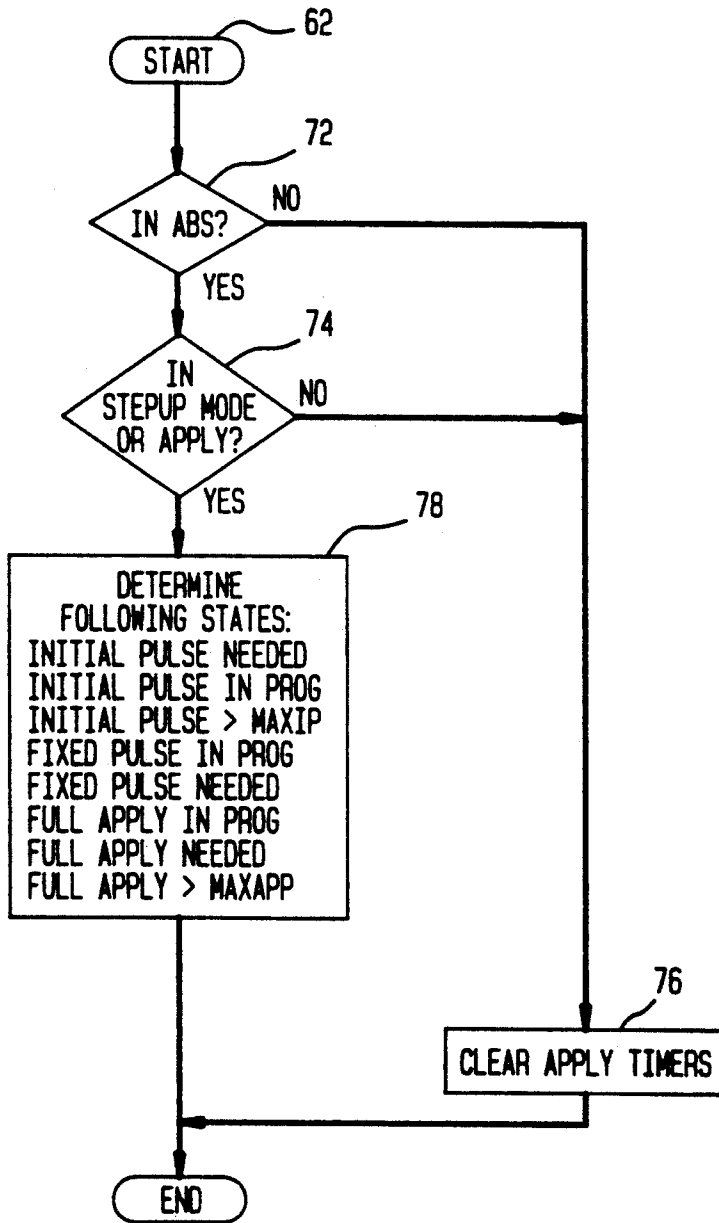 62
START
72
IN ABS?
NO
YES
74
IN
STEPUP MODE
OR APPLY?
NO
YES
78
DETERMINE
FOLLOWING STATES:
INITIAL PULSE NEEDED
INITIAL PULSE IN PROG
INITIAL PULSE > MAXIP
FIXED PULSE IN PROG
FIXED PULSE NEEDED
FULL APPLY IN PROG
FULL APPLY NEEDED
FULL APPLY > MAXAPP
76
CLEAR APPLY TIMERS
END